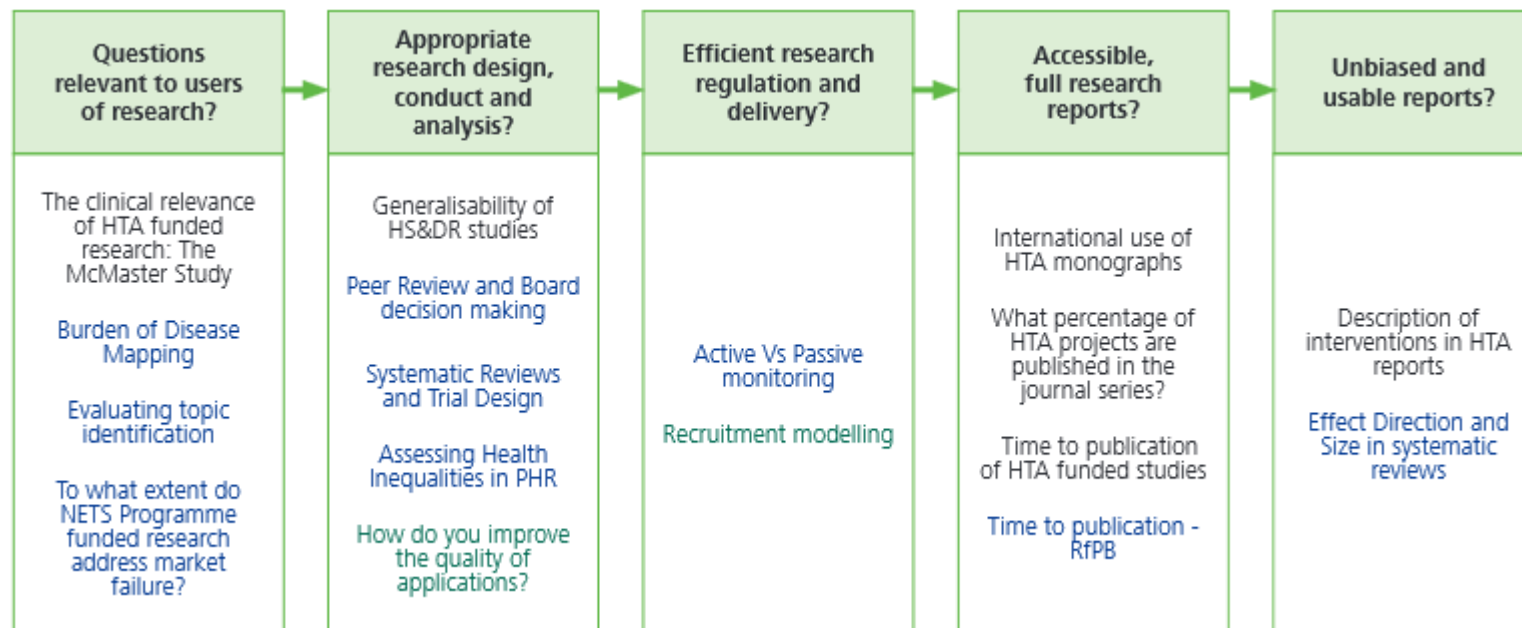 Questions
relevant to users
of research?
The clinical relevance
of HTA funded
research: The
McMaster Study
Burden of Disease
Mapping
Evaluating topic
identification
To what extent do
NETS Programme
funded research
address market
failure?
Appropriate
research design,
conduct and
analysis?
Generalisability of
HS&DR studies
Peer Review and Board
decision making
Systematic Reviews
and Trial Design
Assessing Health
Inequalities in PHR
How do you improve
the quality of
applications?
Efficient research
regulation and
delivery?
Active Vs Passive
monitoring
Recruitment modelling
Accessible,
full research
reports?
International use of
HTA monographs
What percentage of
HTA projects are
published in the
journal series?
Time to publication
of HTA funded studies
Time to publication -
RfPB
Unbiased and
usable reports?
Description of
interventions in HTA
reports
Effect Direction and
Size in systematic
reviews